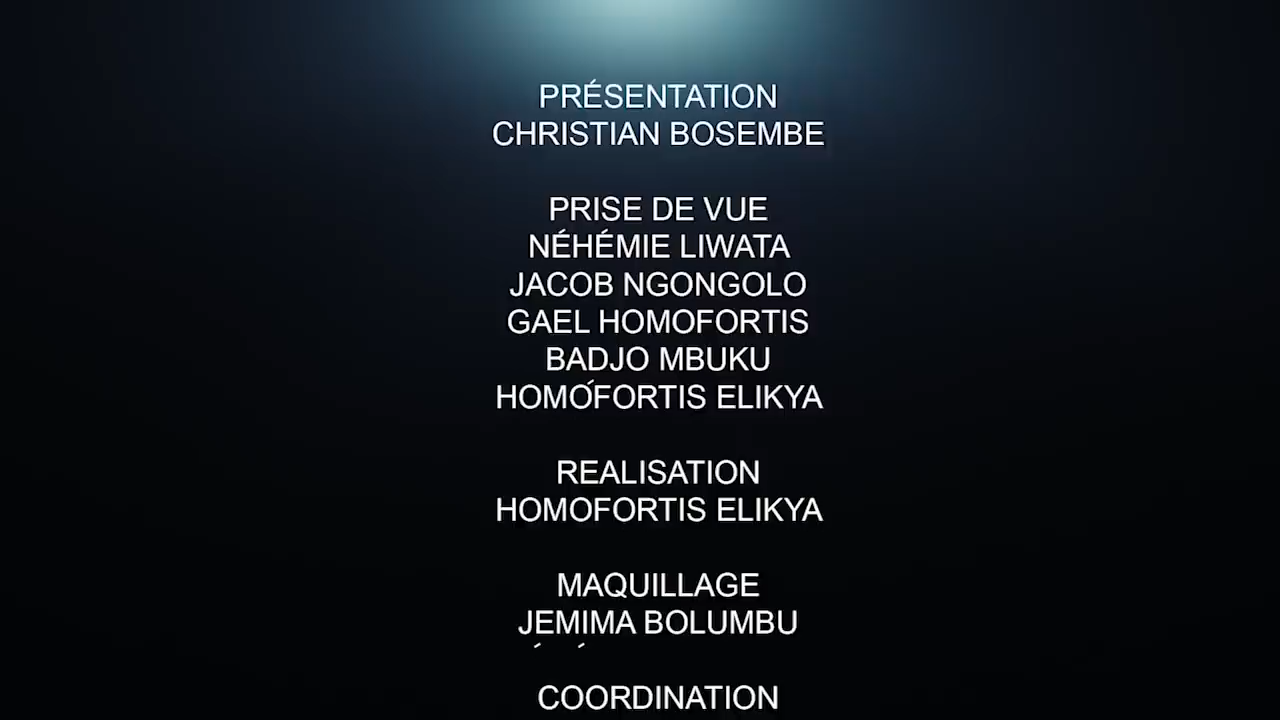 PRÉSENTATION
CHRISTIAN BOSEMBE
PRISE DE VUE
NÉHÉMIE LIWATA
JACOB NGONGOLO
GAEL HOMOFORTIS
BADJO MBUKU
HOMOFORTIS ELIKYA
REALISATION
HOMOFORTIS ELIKYA
MAQUILLAGE
JEMIMA BOLUMBU
COORDINATION